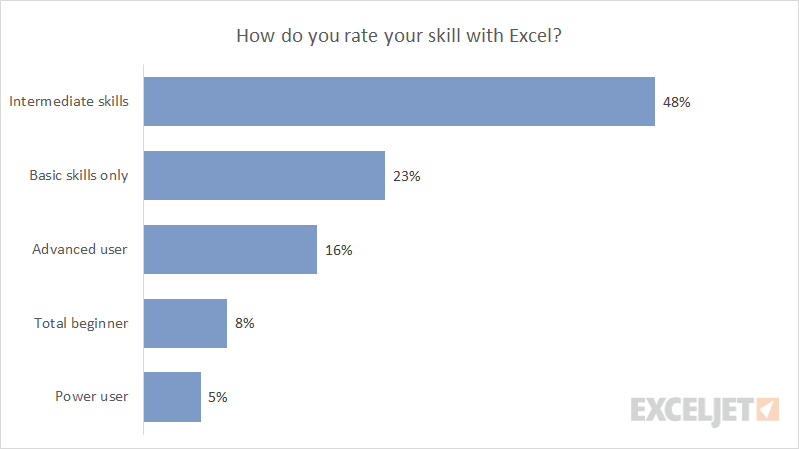 How do you rate your skill with Excel?
Intermediate skills 48%
Basic skills only 23%
Advanced user 16%
Total beginner 8%
Power user 5%
EXCELJET